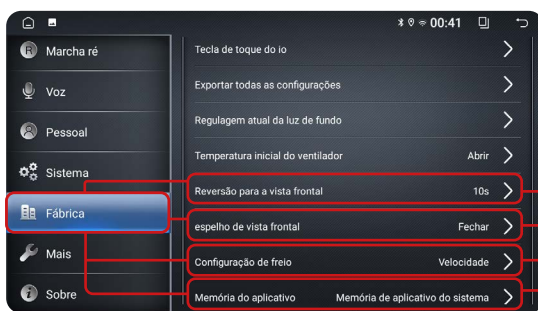 00:41
R Marcha ré
Voz
Pessoal
Sistema
Fábrica
Mais
i Sobre
Tecla de toque do io
Exportar todas as configurações
Regulagem atual da luz de fundo
Temperatura inicial do ventilador Abrir
Reversão para a vista frontal 10s
espelho de vista frontal Fechar
Configuração de freio Velocidade
Memória do aplicativo Memória de aplicativo do sistema